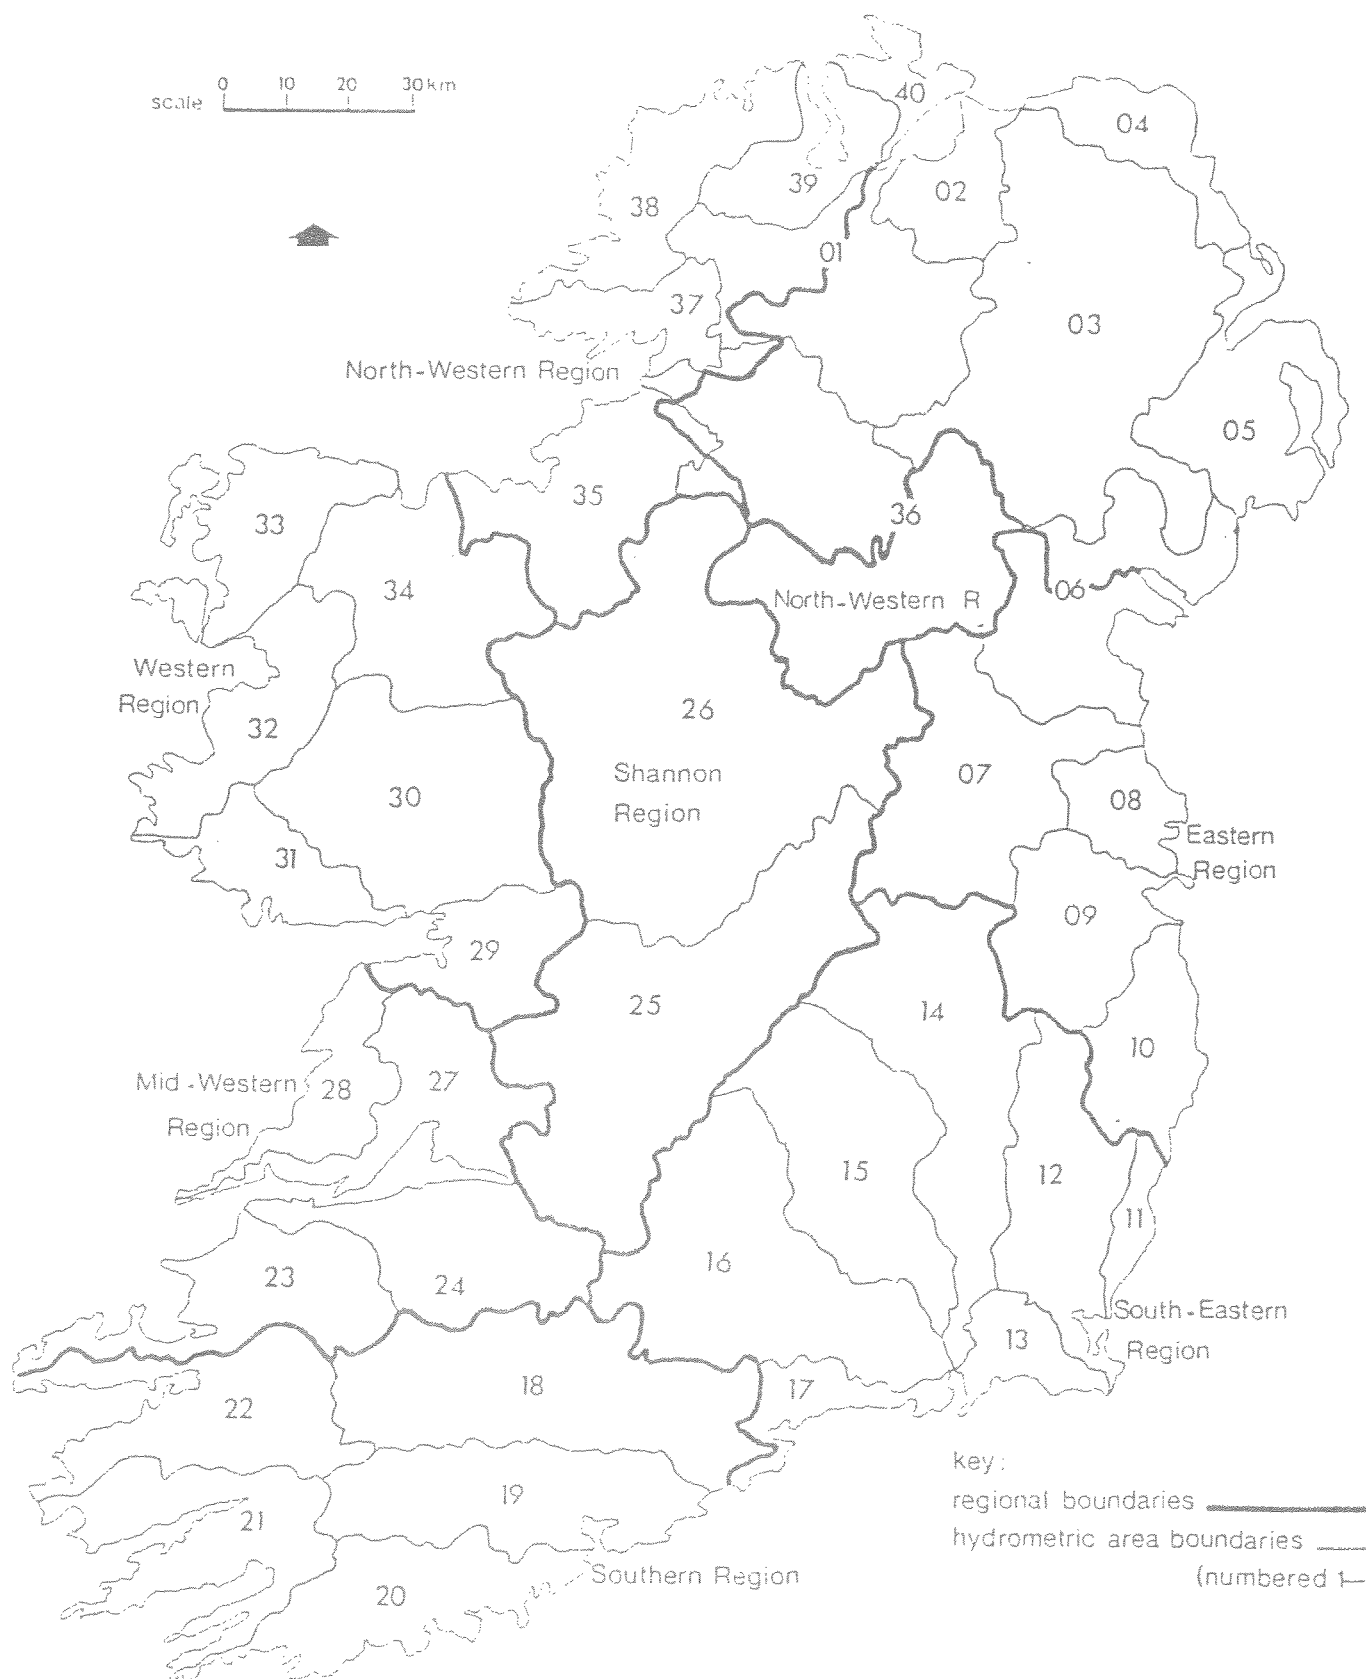 0 10 20 30 km
scale
40
04
39
02
38
01
37
03
North-Western Region
05
35
36
33
34
06
North-Western R
Western
Region
26
32
Shannon
Region
07
30
08
31
Eastern
Region
09
29
25
14
10
Mid-Western
Region
28
27
15
12
11
16
23
24
South-Eastern
Region
13
18
17
22
key:
regional boundaries
19
21
hydrometric area boundaries
Southern Region
(numbered 1—
20